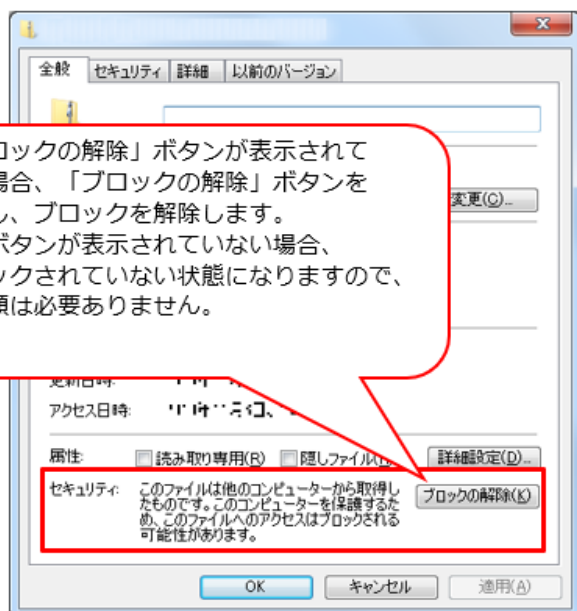 全般 セキュリティ 詳細 以前のバージョン
ロックの解除」ボタンが表示されて
場合、「ブロックの解除」ボタンを
し、ブロックを解除します。
ボタンが表示されていない場合、
ックされていない状態になりますので、
は必要ありません。
変更(C)...
更新日時:
アクセス日時:
属性: 読み取り専用(R) 隠しファイル(H) 詳細設定(D)...
セキュリティ: このファイルは他のコンピューターから取得し
たものです。このコンピューターを保護するた
め、このファイルへのアクセスはブロックされる
可能性があります。
ブロックの解除(K)
OK キャンセル 適用(A)